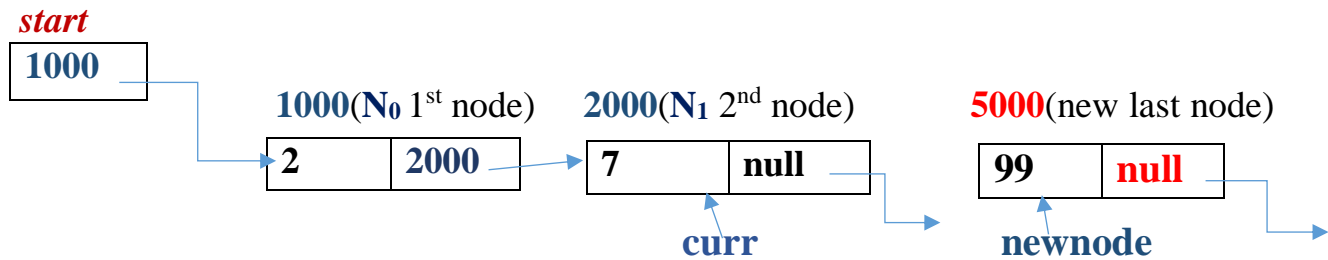 start
1000
1000(N₀ 1ˢᵗ node) 2000(N₁ 2ⁿᵈ node) 5000(new last node)
2 2000 7 null 99 null
curr newnode